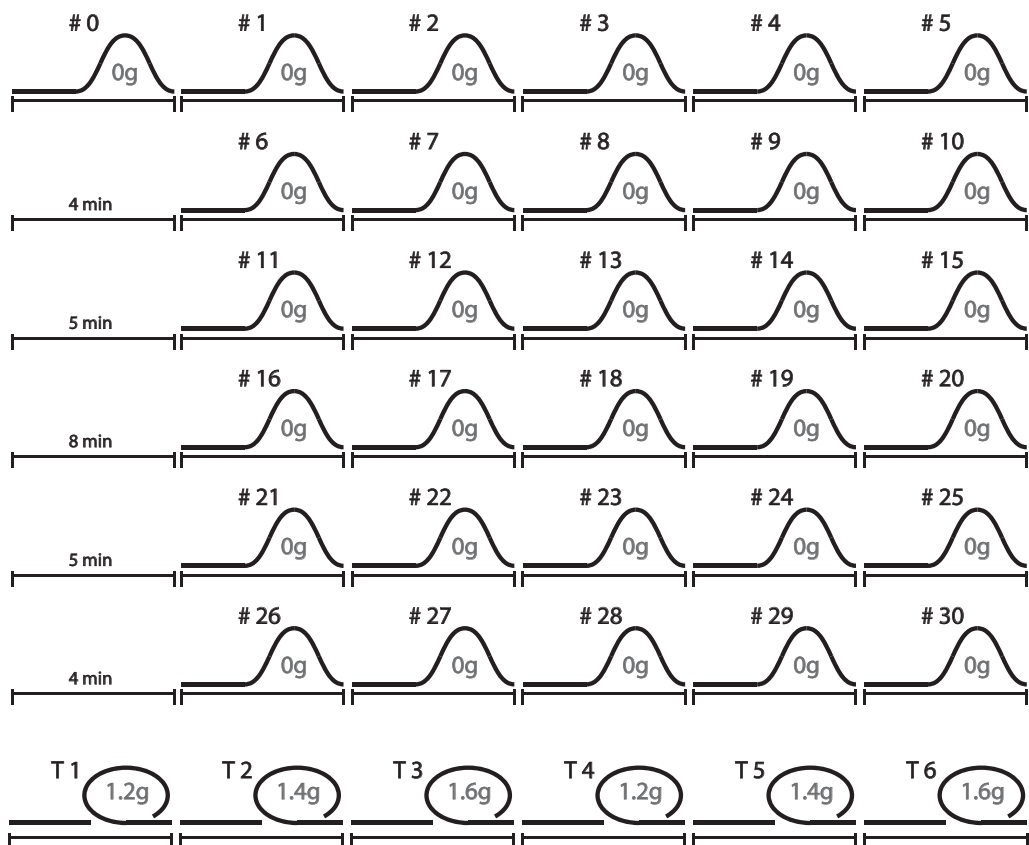 # 0 # 1 # 2 # 3 # 4 # 5
0g 0g 0g 0g 0g 0g
# 6 # 7 # 8 # 9 # 10
4 min 0g 0g 0g 0g 0g
# 11 # 12 # 13 # 14 # 15
5 min 0g 0g 0g 0g 0g
# 16 # 17 # 18 # 19 # 20
8 min 0g 0g 0g 0g 0g
# 21 # 22 # 23 # 24 # 25
5 min 0g 0g 0g 0g 0g
# 26 # 27 # 28 # 29 # 30
4 min 0g 0g 0g 0g 0g
T 1 T 2 T 3 T 4 T 5 T 6
1.2g 1.4g 1.6g 1.2g 1.4g 1.6g